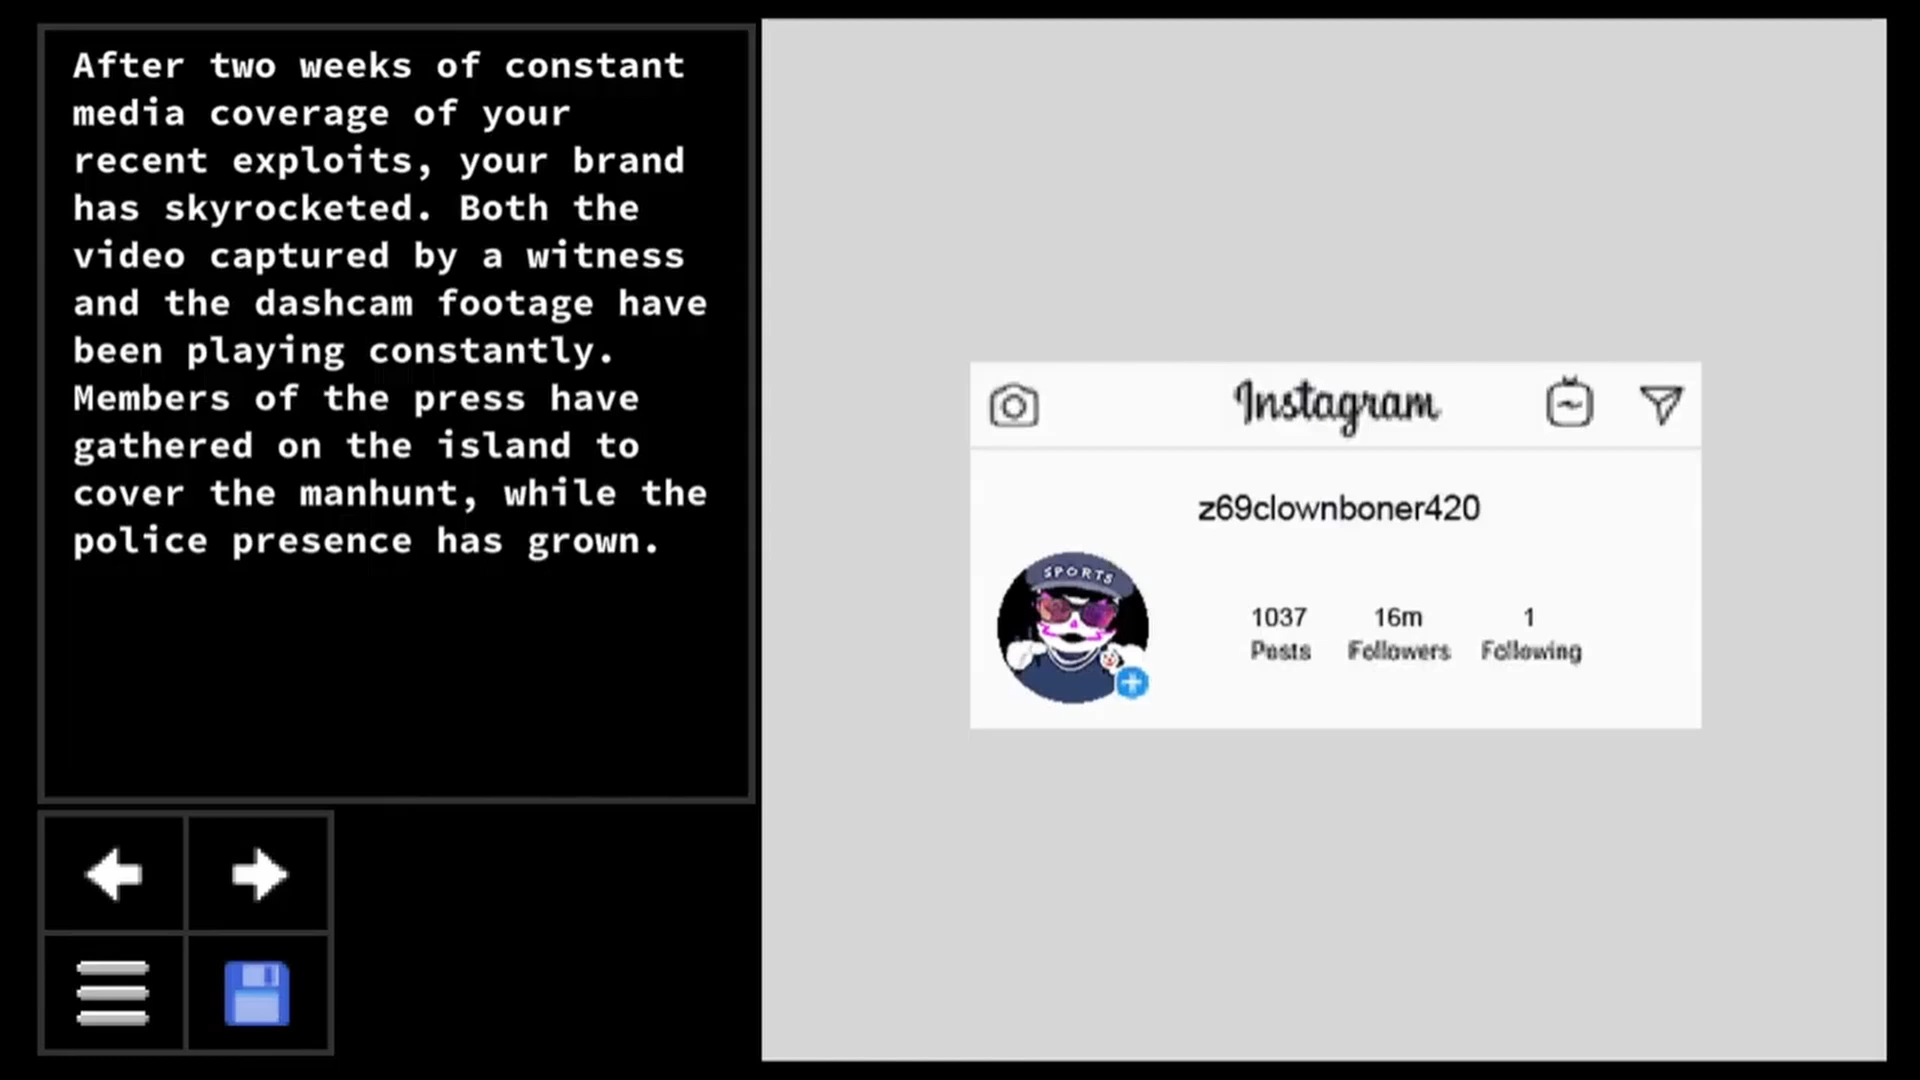 After two weeks of constant
media coverage of your
recent exploits, your brand
has skyrocketed. Both the
video captured by a witness
and the dashcam footage have
been playing constantly.
Members of the press have
gathered on the island to
cover the manhunt, while the
police presence has grown.
Instagram
z69clownboner420
SPORTS
1037 16m 1
Posts Followers Following